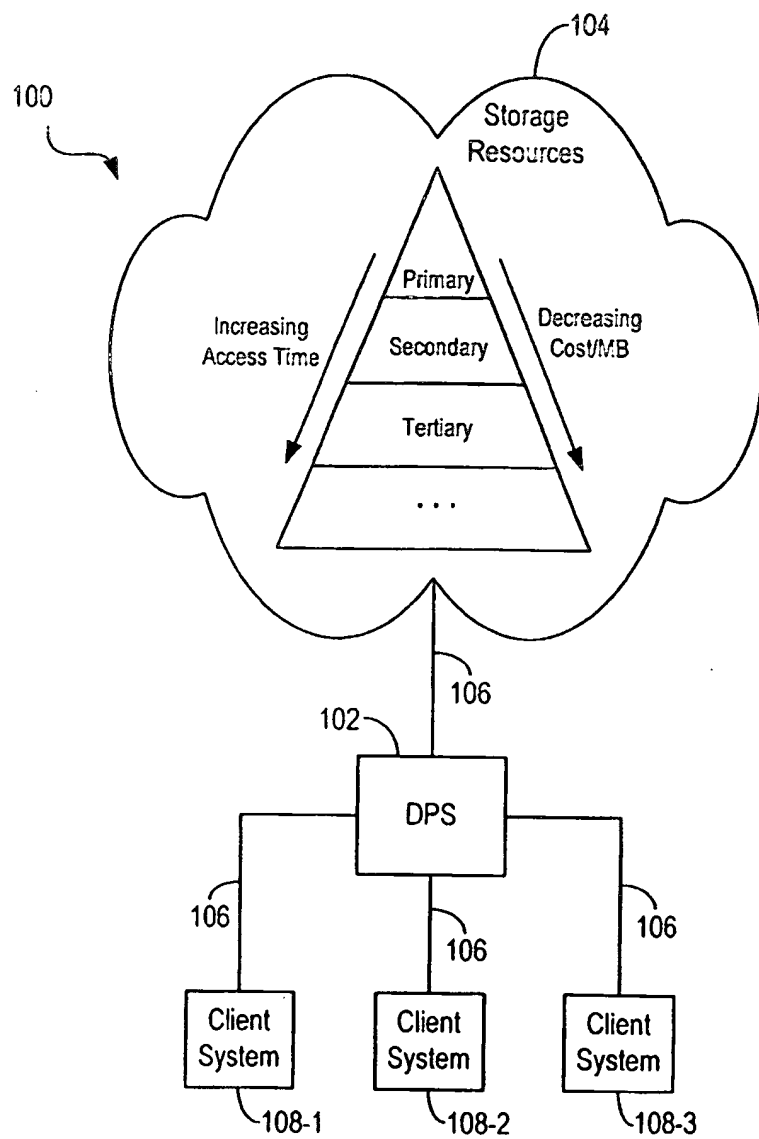 104
100
Storage
Resources
Primary
Increasing
Access Time
Decreasing
Cost/MB
Secondary
Tertiary
...
106
102
DPS
106
106
106
Client
System
Client
System
Client
System
108-1
108-2
108-3